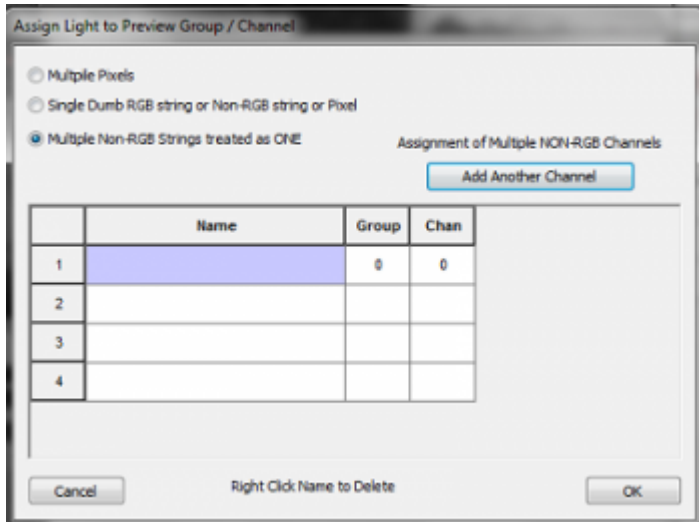 Assign Light to Preview Group / Channel
Multple Pixels
Single Dumb RGB string or Non-RGB string or Pixel
Multiple Non-RGB Strings treated as ONE
Assignment of Multiple NON-RGB Channels
Add Another Channel
Name Group Chan
1 0 0
2
3
4
Cancel Right Click Name to Delete OK